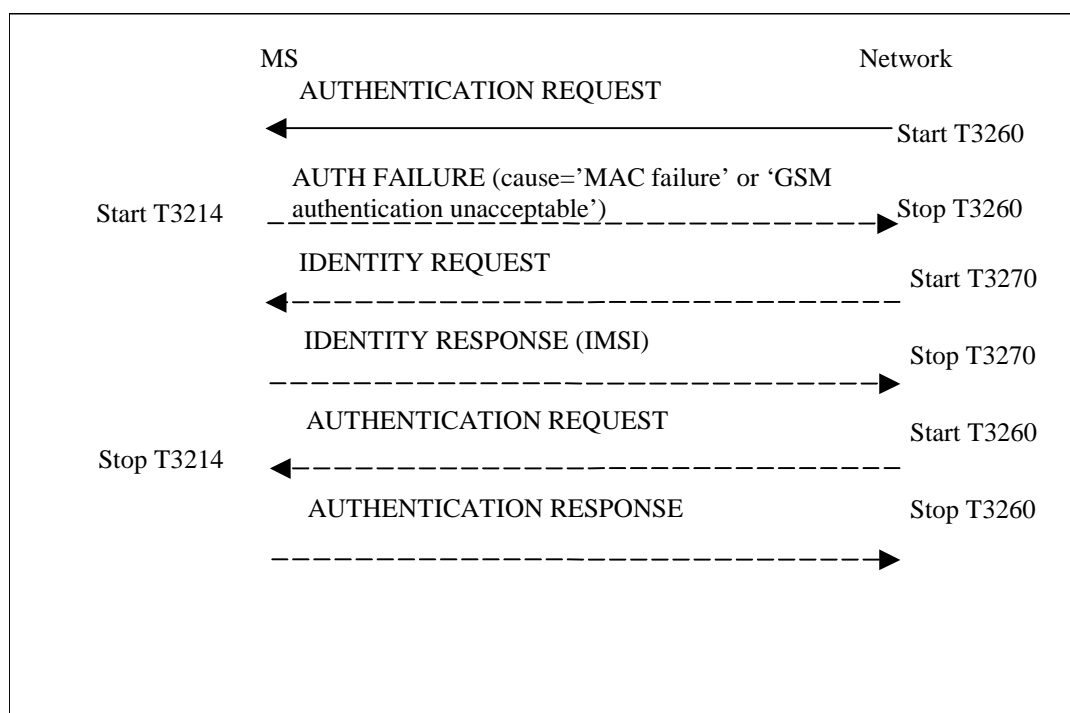 MS Network
AUTHENTICATION REQUEST
Start T3260
AUTH FAILURE (cause=’MAC failure’ or ‘GSM
authentication unacceptable’)
Start T3214
Stop T3260
IDENTITY REQUEST
Start T3270
IDENTITY RESPONSE (IMSI)
Stop T3270
AUTHENTICATION REQUEST
Start T3260
Stop T3214
AUTHENTICATION RESPONSE
Stop T3260